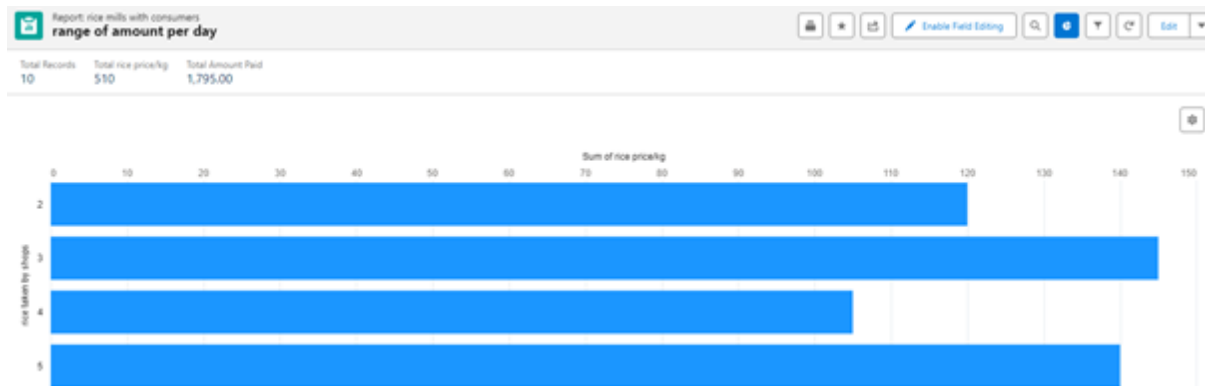 Report: rice mills with consumers
range of amount per day
Enable Field Editing
Edit
Total Records Total rice price/kg Total Amount Paid
10 510 1,795.00
Sum of rice price/kg
0 10 20 30 40 50 60 70 80 90 100 110 120 130 140 150
rice taken by shops
2
3
4
5